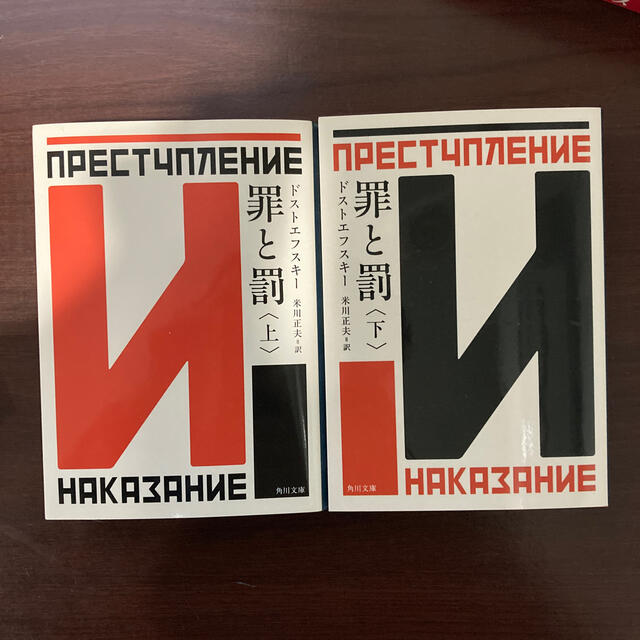 ПРЕСТУПЛЕНИЕ
И
ドストエフスキー
罪と罰〈上〉
米川正夫=訳
НАКАЗАНИЕ
角川文庫
ПРЕСТУПЛЕНИЕ
И
ドストエフスキー
罪と罰〈下〉
米川正夫=訳
НАКАЗАНИЕ
角川文庫